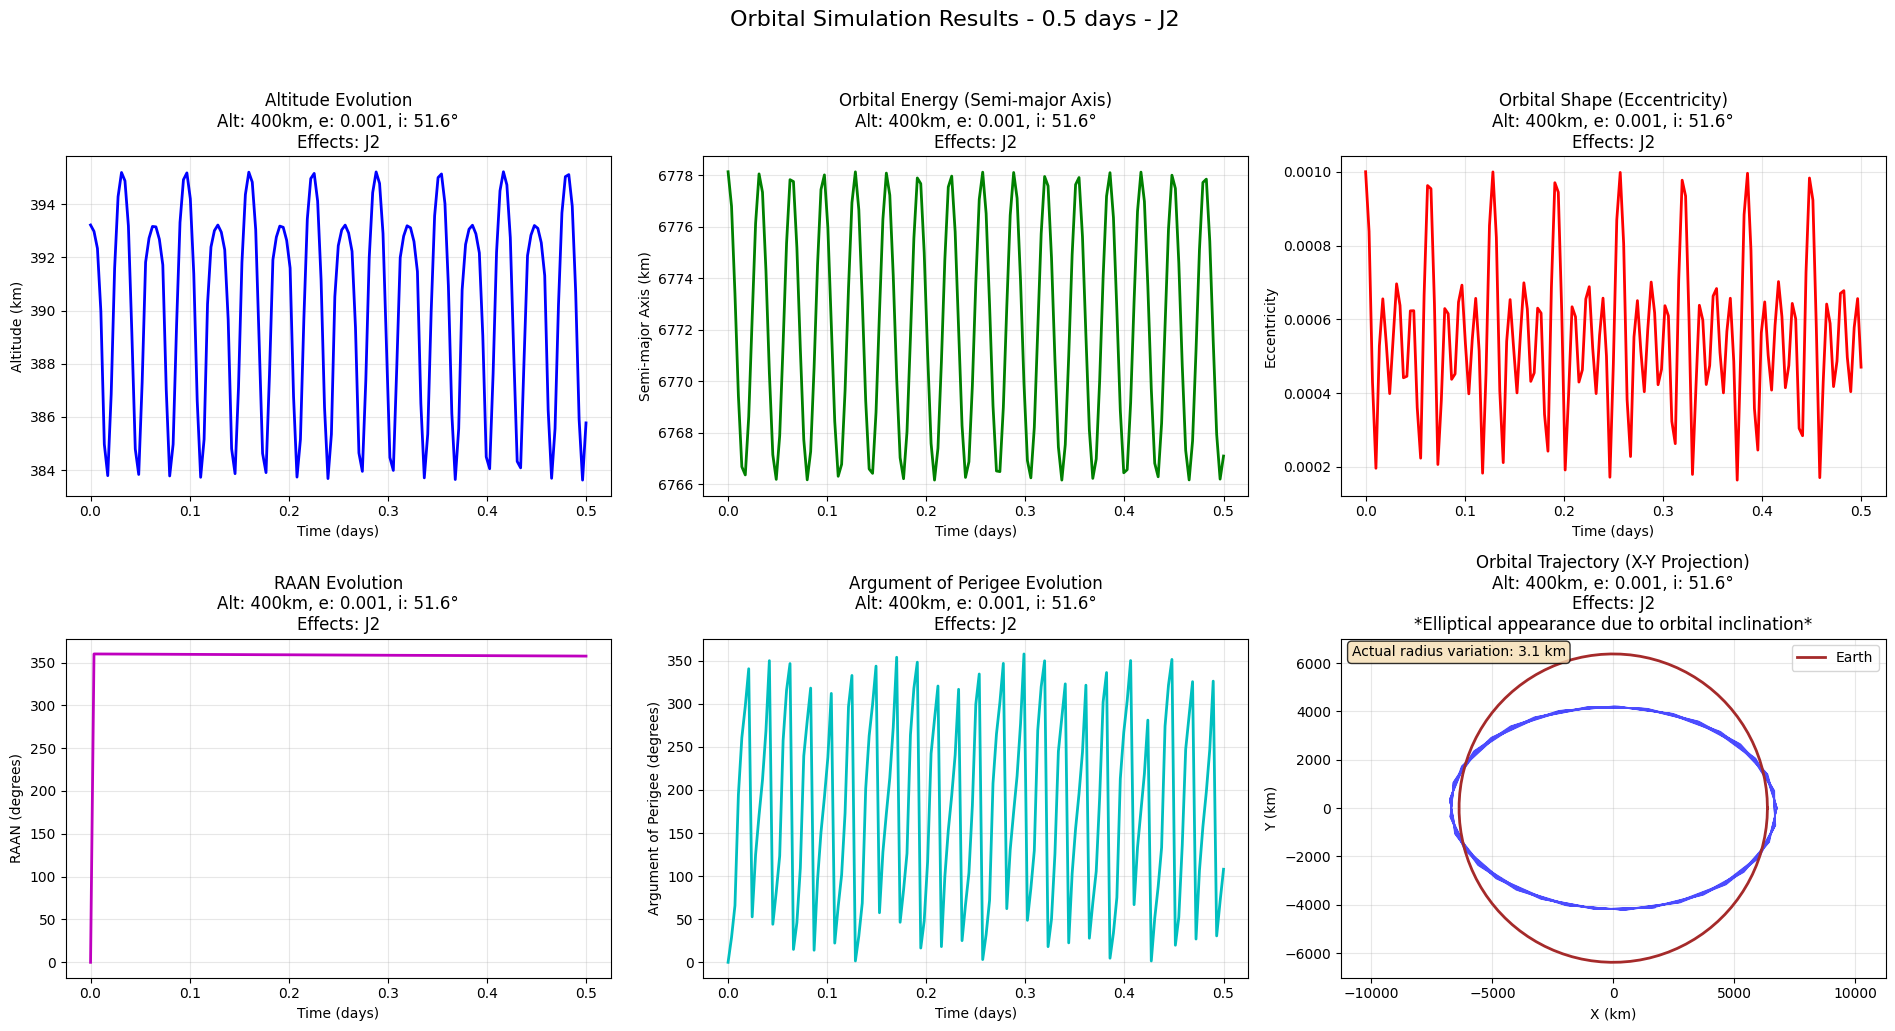 Orbital Simulation Results - 0.5 days - J2
Altitude Evolution
Alt: 400km, e: 0.001, i: 51.6°
Effects: J2
Altitude (km)
394
392
390
388
386
384
0.0 0.1 0.2 0.3 0.4 0.5
Time (days)
Orbital Energy (Semi-major Axis)
Alt: 400km, e: 0.001, i: 51.6°
Effects: J2
Semi-major Axis (km)
6778
6776
6774
6772
6770
6768
6766
0.0 0.1 0.2 0.3 0.4 0.5
Time (days)
Orbital Shape (Eccentricity)
Alt: 400km, e: 0.001, i: 51.6°
Effects: J2
Eccentricity
0.0010
0.0008
0.0006
0.0004
0.0002
0.0 0.1 0.2 0.3 0.4 0.5
Time (days)
RAAN Evolution
Alt: 400km, e: 0.001, i: 51.6°
Effects: J2
RAAN (degrees)
350
300
250
200
150
100
50
0
0.0 0.1 0.2 0.3 0.4 0.5
Time (days)
Argument of Perigee Evolution
Alt: 400km, e: 0.001, i: 51.6°
Effects: J2
Argument of Perigee (degrees)
350
300
250
200
150
100
50
0
0.0 0.1 0.2 0.3 0.4 0.5
Time (days)
Orbital Trajectory (X-Y Projection)
Alt: 400km, e: 0.001, i: 51.6°
Effects: J2
*Elliptical appearance due to orbital inclination*
Actual radius variation: 3.1 km
Earth
Y (km)
6000
4000
2000
0
−2000
−4000
−6000
−10000 −5000 0 5000 10000
X (km)